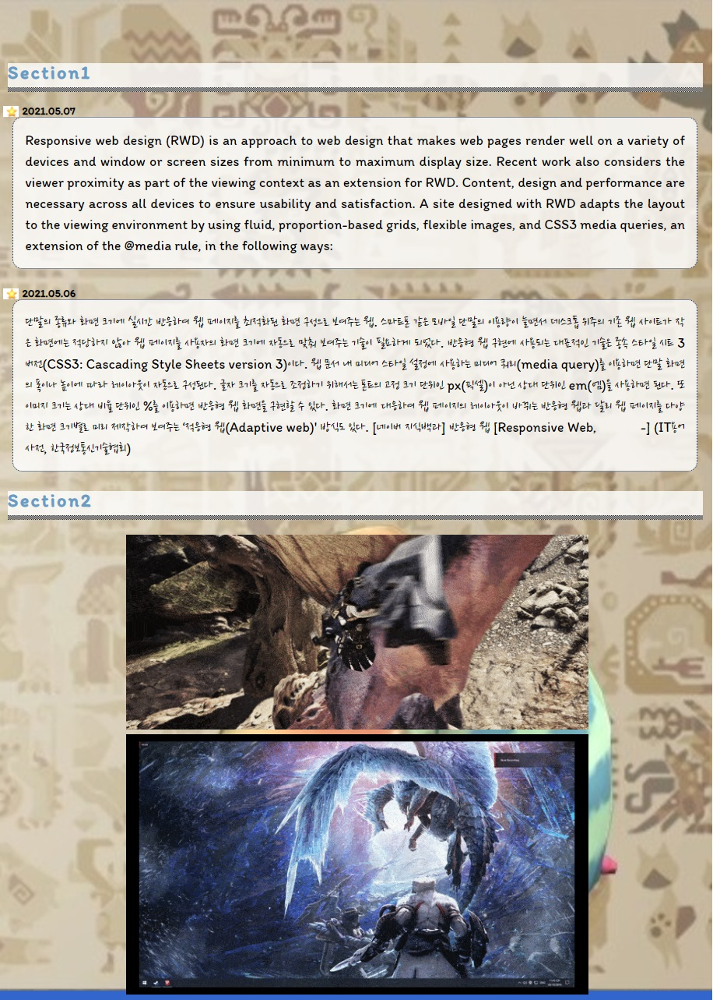 Section1
2021.05.07
Responsive web design (RWD) is an approach to web design that makes web pages render well on a variety of
devices and window or screen sizes from minimum to maximum display size. Recent work also considers the
viewer proximity as part of the viewing context as an extension for RWD. Content, design and performance are
necessary across all devices to ensure usability and satisfaction. A site designed with RWD adapts the layout
to the viewing environment by using fluid, proportion-based grids, flexible images, and CSS3 media queries, an
extension of the @media rule, in the following ways:
2021.05.06
단말의 종류와 화면 크기에 실시간 반응하여 웹 페이지를 최적화된 화면 구성으로 보여주는 웹. 스마트폰 같은 모바일 단말의 이용량이 늘면서 데스크톱 위주의 기존 웹 사이트가 작
은 화면에는 적당하지 않아 웹 페이지를 사용자의 화면 크기에 자동으로 맞춰 보여주는 기술이 필요하게 되었다. 반응형 웹 구현에 사용되는 대표적인 기술은 종속 스타일 시트 3
버전(CSS3: Cascading Style Sheets version 3)이다. 웹 문서 내 미디어 스타일 설정에 사용하는 미디어 쿼리(media query)를 이용하면 단말 화면
의 폭이나 높이에 따라 레이아웃이 자동으로 구성된다. 글자 크기를 자동으로 조정하기 위해서는 폰트의 고정 크기 단위인 px(픽셀)이 아닌 상대 단위인 em(엠)을 사용하면 된다. 또
이미지 크기는 상대 비율 단위인 %를 이용하면 반응형 웹 화면을 구현할 수 있다. 화면 크기에 대응하여 웹 페이지의 레이아웃이 바뀌는 반응형 웹과 달리 웹 페이지를 다양
한 화면 크기별로 미리 제작하여 보여주는 '적응형 웹(Adaptive web)' 방식도 있다. [네이버 지식백과] 반응형 웹 [Responsive Web, -] (IT용어
사전, 한국정보통신기술협회)
Section2